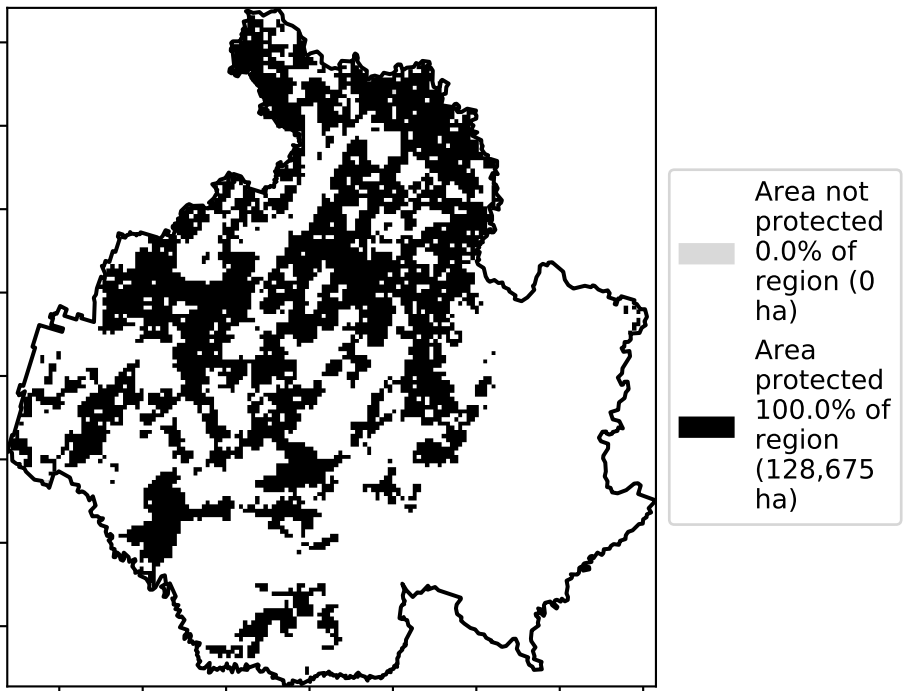 Area not
protected
0.0% of
region (0
ha)
Area
protected
100.0% of
region
(128,675
ha)